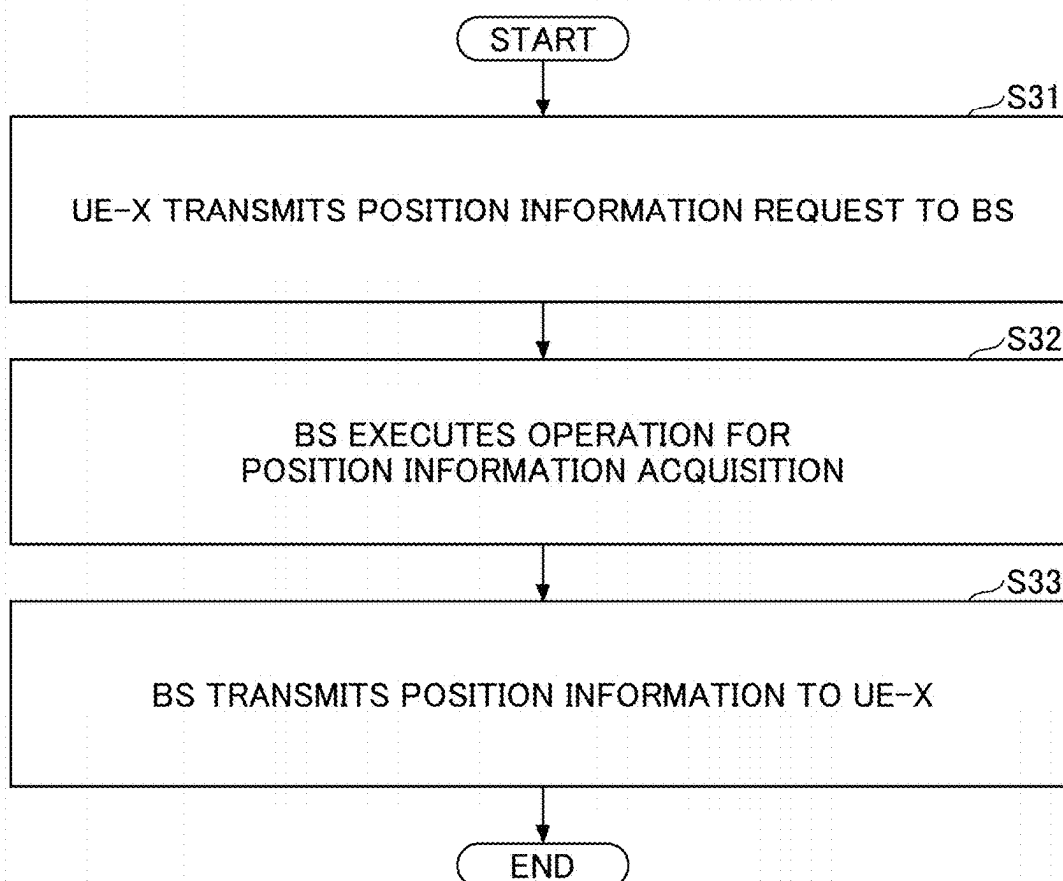 START
S31
UE-X TRANSMITS POSITION INFORMATION REQUEST TO BS
S32
BS EXECUTES OPERATION FOR
POSITION INFORMATION ACQUISITION
S33
BS TRANSMITS POSITION INFORMATION TO UE-X
END